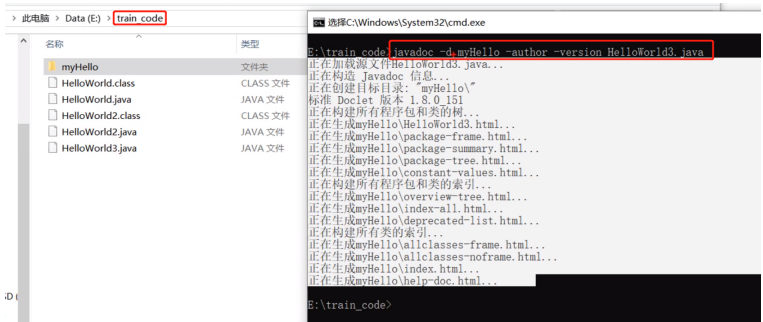 此电脑 > Data (E:) > train_code
名称 类型
myHello 文件夹
HelloWorld.class CLASS 文件
HelloWorld.java JAVA 文件
HelloWorld2.class CLASS 文件
HelloWorld2.java JAVA 文件
HelloWorld3.java JAVA 文件
选择C:\Windows\System32\cmd.exe
E:\train_code>javadoc -d myHello -author -version HelloWorld3.java
正在加载源文件HelloWorld3.java...
正在构造 Javadoc 信息...
正在创建目标目录: "myHello\"
标准 Doclet 版本 1.8.0_151
正在构建所有程序包和类的树...
正在生成myHello\HelloWorld3.html...
正在生成myHello\package-frame.html...
正在生成myHello\package-summary.html...
正在生成myHello\package-tree.html...
正在生成myHello\constant-values.html...
正在构建所有程序包和类的索引...
正在生成myHello\overview-tree.html...
正在生成myHello\index-all.html...
正在生成myHello\deprecated-list.html...
正在构建所有类的索引...
正在生成myHello\allclasses-frame.html...
正在生成myHello\allclasses-noframe.html...
正在生成myHello\index.html...
正在生成myHello\help-doc.html...
E:\train_code>